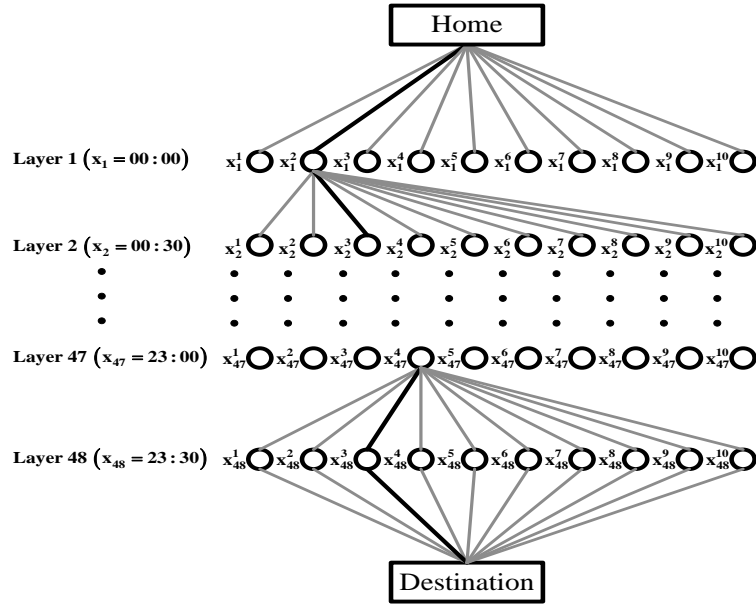 Home
Layer 1 (x₁ = 00 : 00) x₁¹ x₁² x₁³ x₁⁴ x₁⁵ x₁⁶ x₁⁷ x₁⁸ x₁⁹ x₁¹⁰
Layer 2 (x₂ = 00 : 30) x₂¹ x₂² x₂³ x₂⁴ x₂⁵ x₂⁶ x₂⁷ x₂⁸ x₂⁹ x₂¹⁰
Layer 47 (x₄₇ = 23 : 00) x₄₇¹ x₄₇² x₄₇³ x₄₇⁴ x₄₇⁵ x₄₇⁶ x₄₇⁷ x₄₇⁸ x₄₇⁹ x₄₇¹⁰
Layer 48 (x₄₈ = 23 : 30) x₄₈¹ x₄₈² x₄₈³ x₄₈⁴ x₄₈⁵ x₄₈⁶ x₄₈⁷ x₄₈⁸ x₄₈⁹ x₄₈¹⁰
Destination